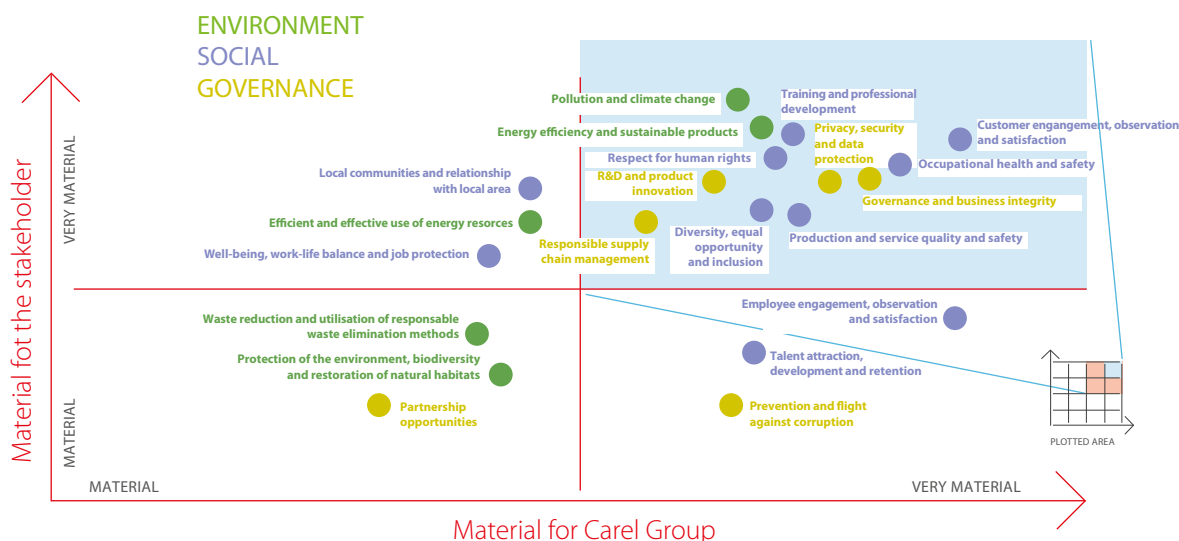 ENVIRONMENT
SOCIAL
GOVERNANCE
Material fot the stakeholder
VERY MATERIAL
MATERIAL
Pollution and climate change
Training and professional
development
Energy efficiency and sustainable products
Privacy, security
and data
protection
Customer engangement, observation
and satisfaction
Respect for human rights
Occupational health and safety
Local communities and relationship
with local area
R&D and product
innovation
Governance and business integrity
Efficient and effective use of energy resorces
Responsible supply
chain management
Diversity, equal
opportunity
and inclusion
Production and service quality and safety
Well-being, work-life balance and job protection
Employee engagement, observation
and satisfaction
Waste reduction and utilisation of responsable
waste elimination methods
Talent attraction,
development and retention
Protection of the environment, biodiversity
and restoration of natural habitats
Partnership
opportunities
Prevention and flight
against corruption
PLOTTED AREA
MATERIAL
VERY MATERIAL
Material for Carel Group